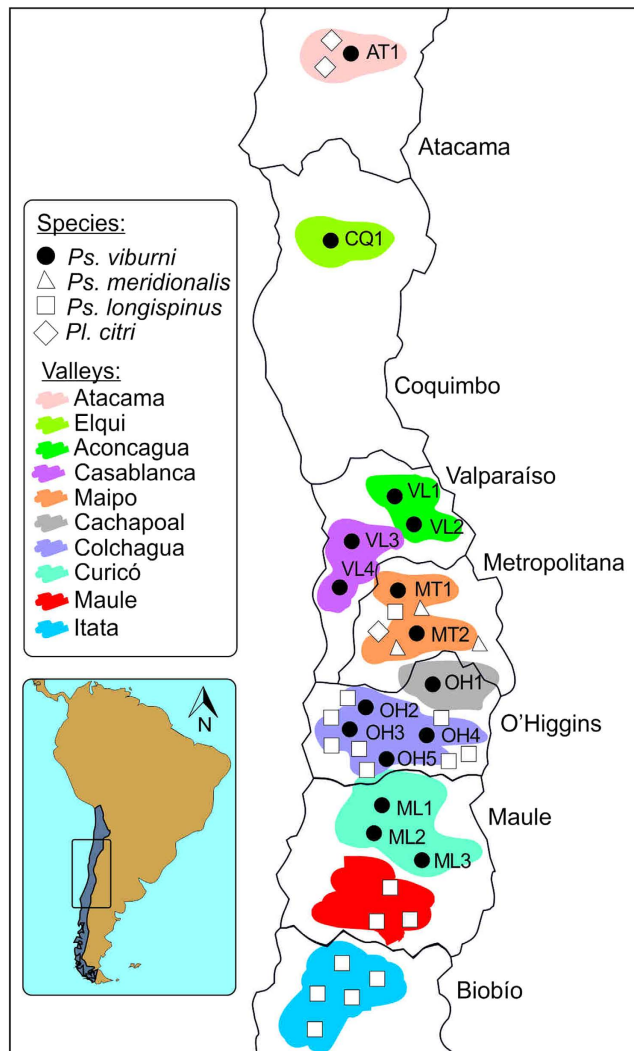 AT1
Atacama
Species:
Ps. viburni
Ps. meridionalis
Ps. longispinus
Pl. citri
Valleys:
Atacama
Elqui
Aconcagua
Casablanca
Maipo
Cachapoal
Colchagua
Curicó
Maule
Itata
N
CQ1
Coquimbo
Valparaíso
VL1
VL2
VL3
VL4
Metropolitana
MT1
MT2
OH1
O'Higgins
OH2
OH3
OH4
OH5
ML1
Maule
ML2
ML3
Biobío